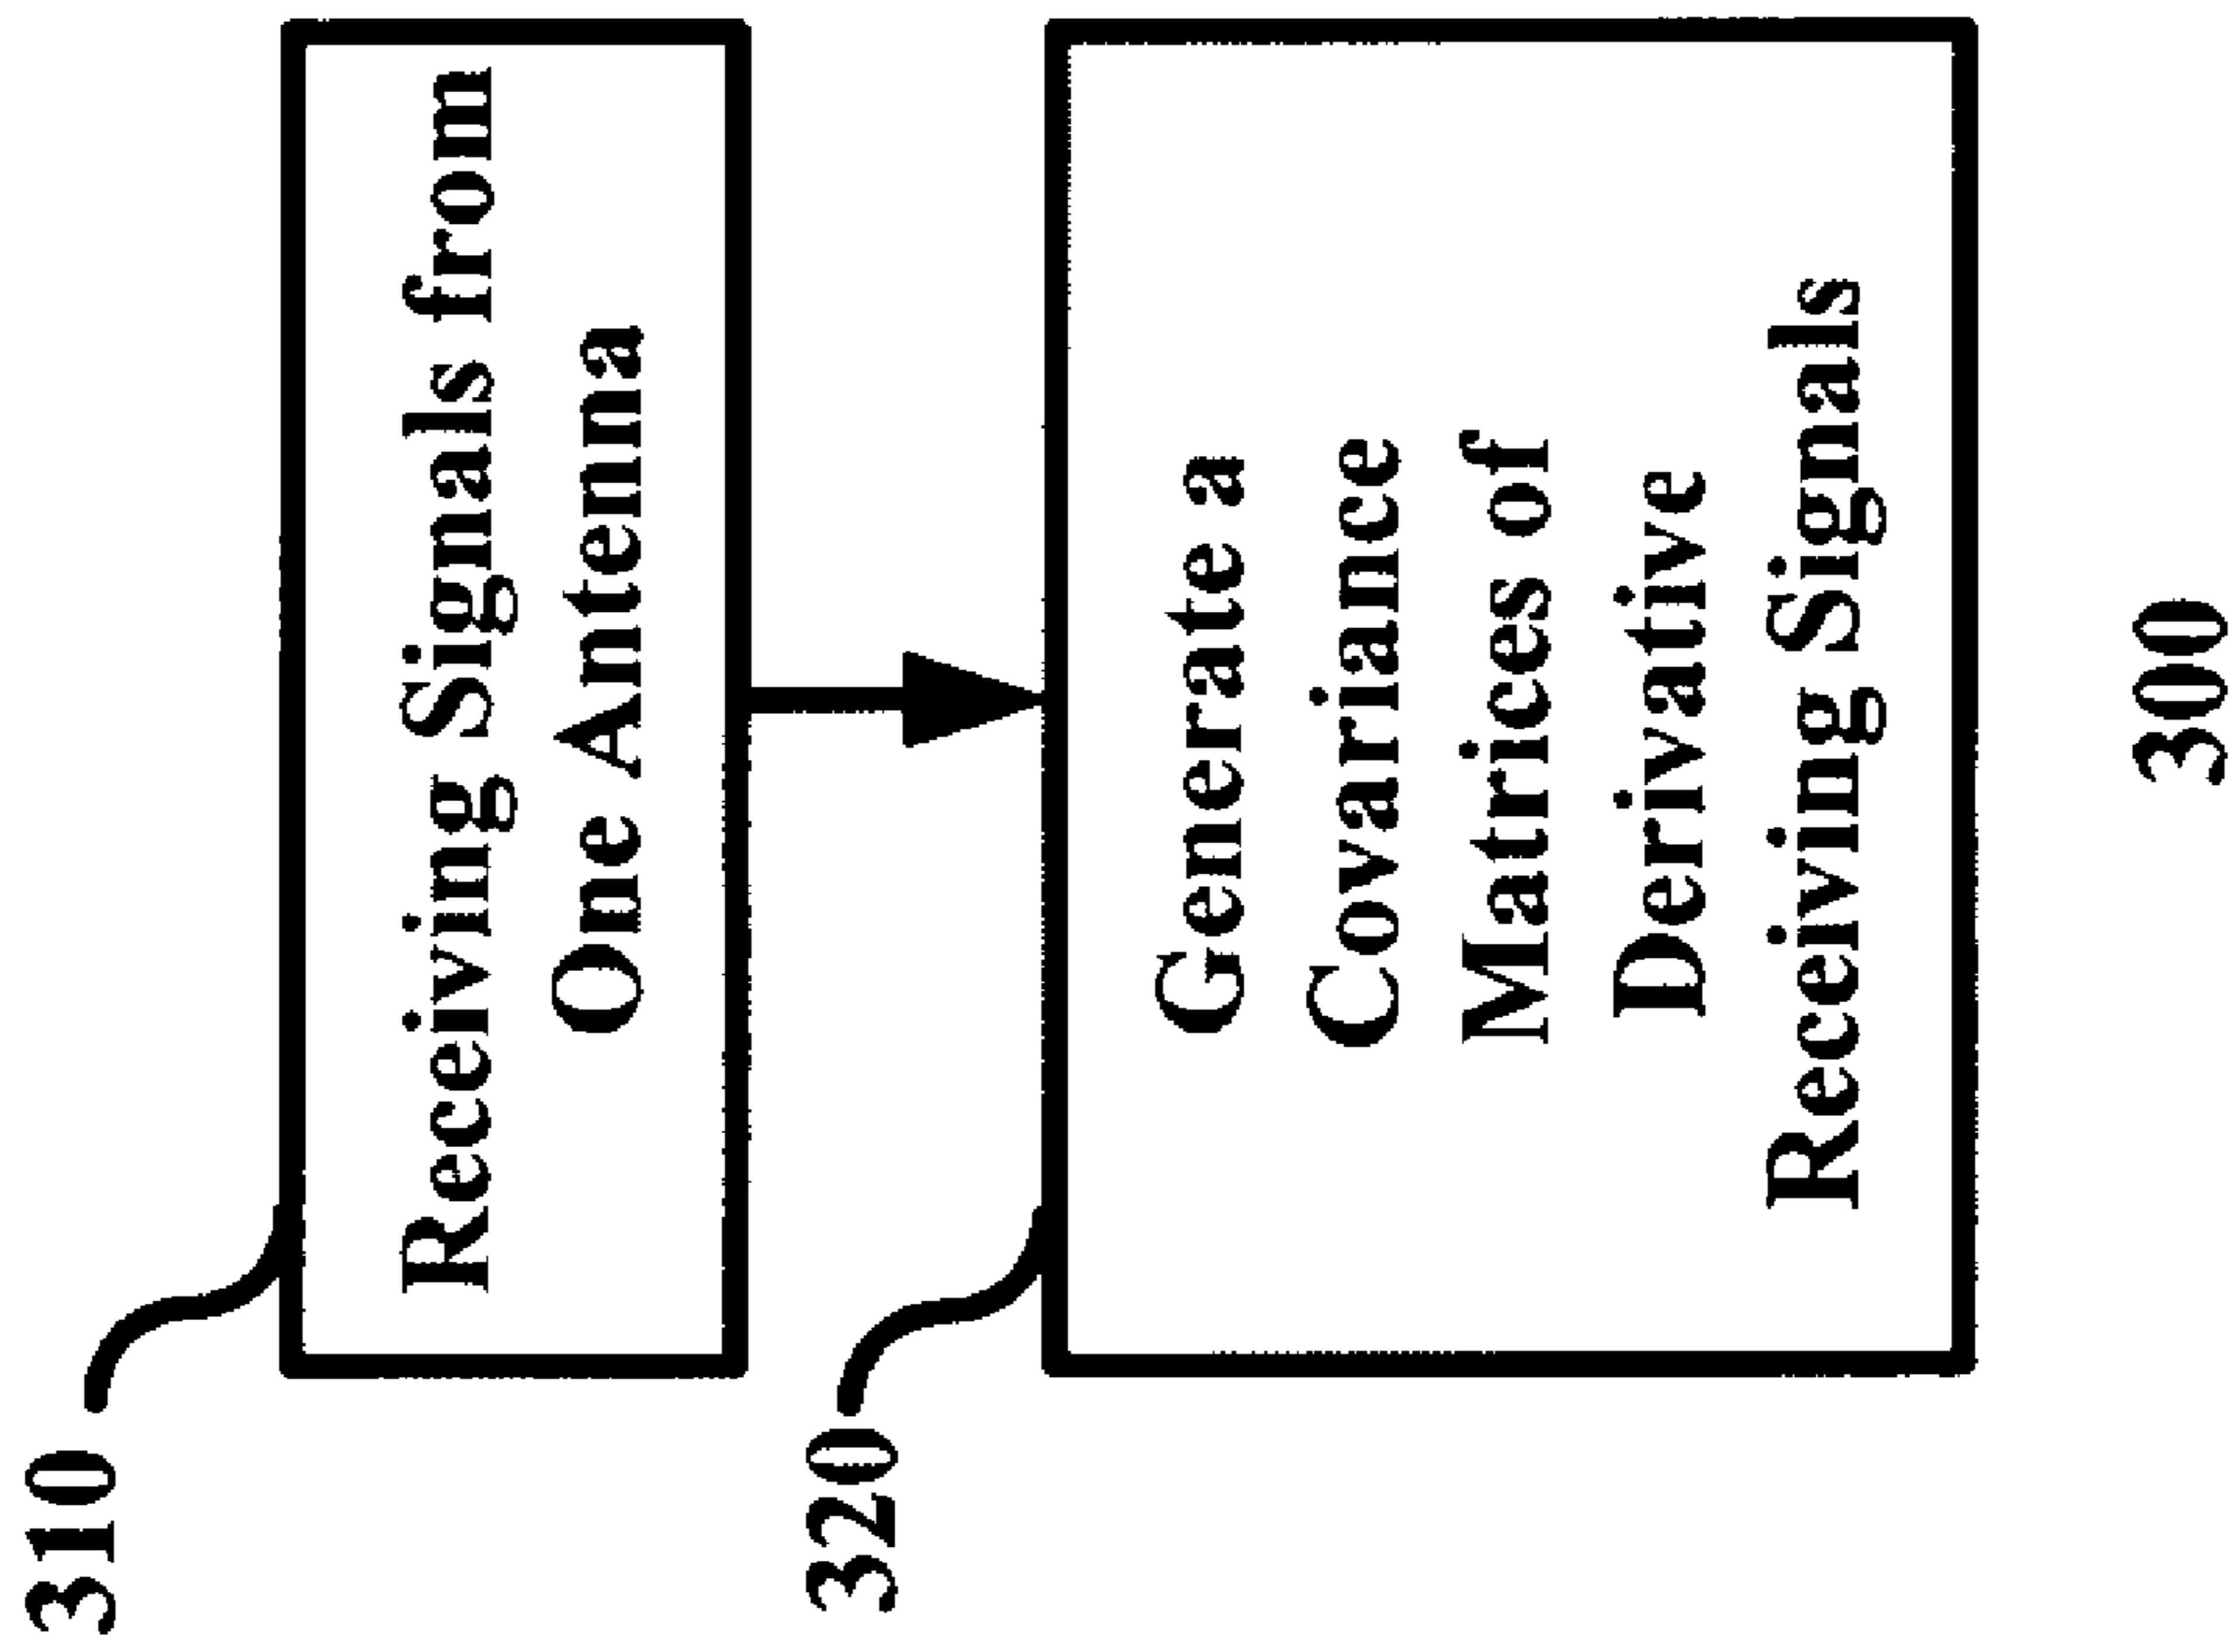 310
Receiving Signals from
One Antenna
320
Generate a
Covariance
Matrices of
Derivative
Receiving Signals
300